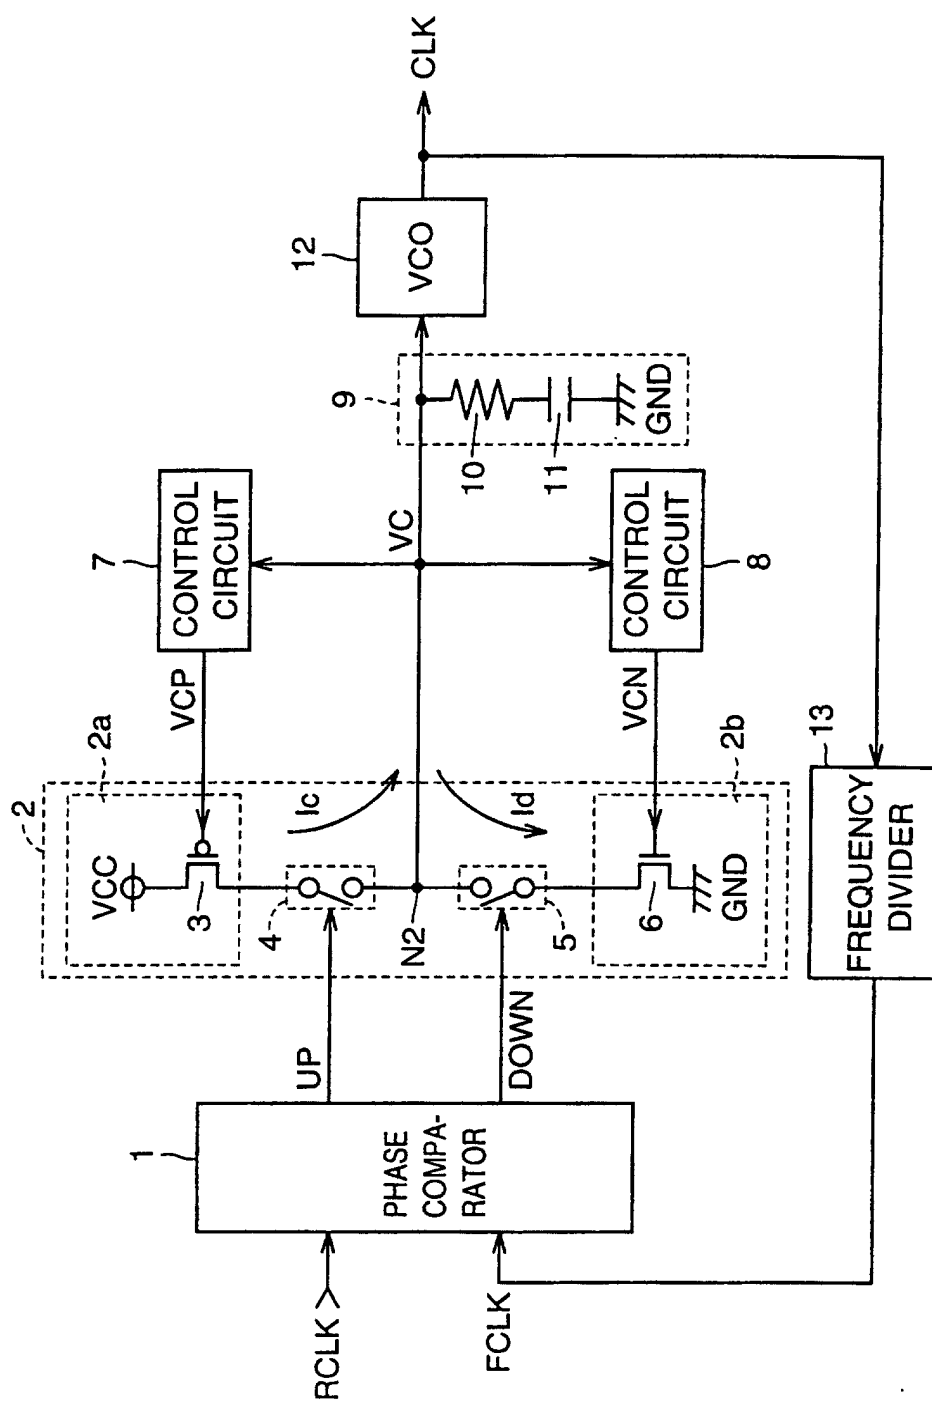 RCLK
FCLK
1
PHASE
COMPA-
RATOR
UP
DOWN
2
2a
VCC
3
4
Ic
N2
Id
5
6
GND
2b
VCP
VCN
7
CONTROL
CIRCUIT
VC
CONTROL
CIRCUIT
8
9
10
11
GND
12
VCO
CLK
13
FREQUENCY
DIVIDER